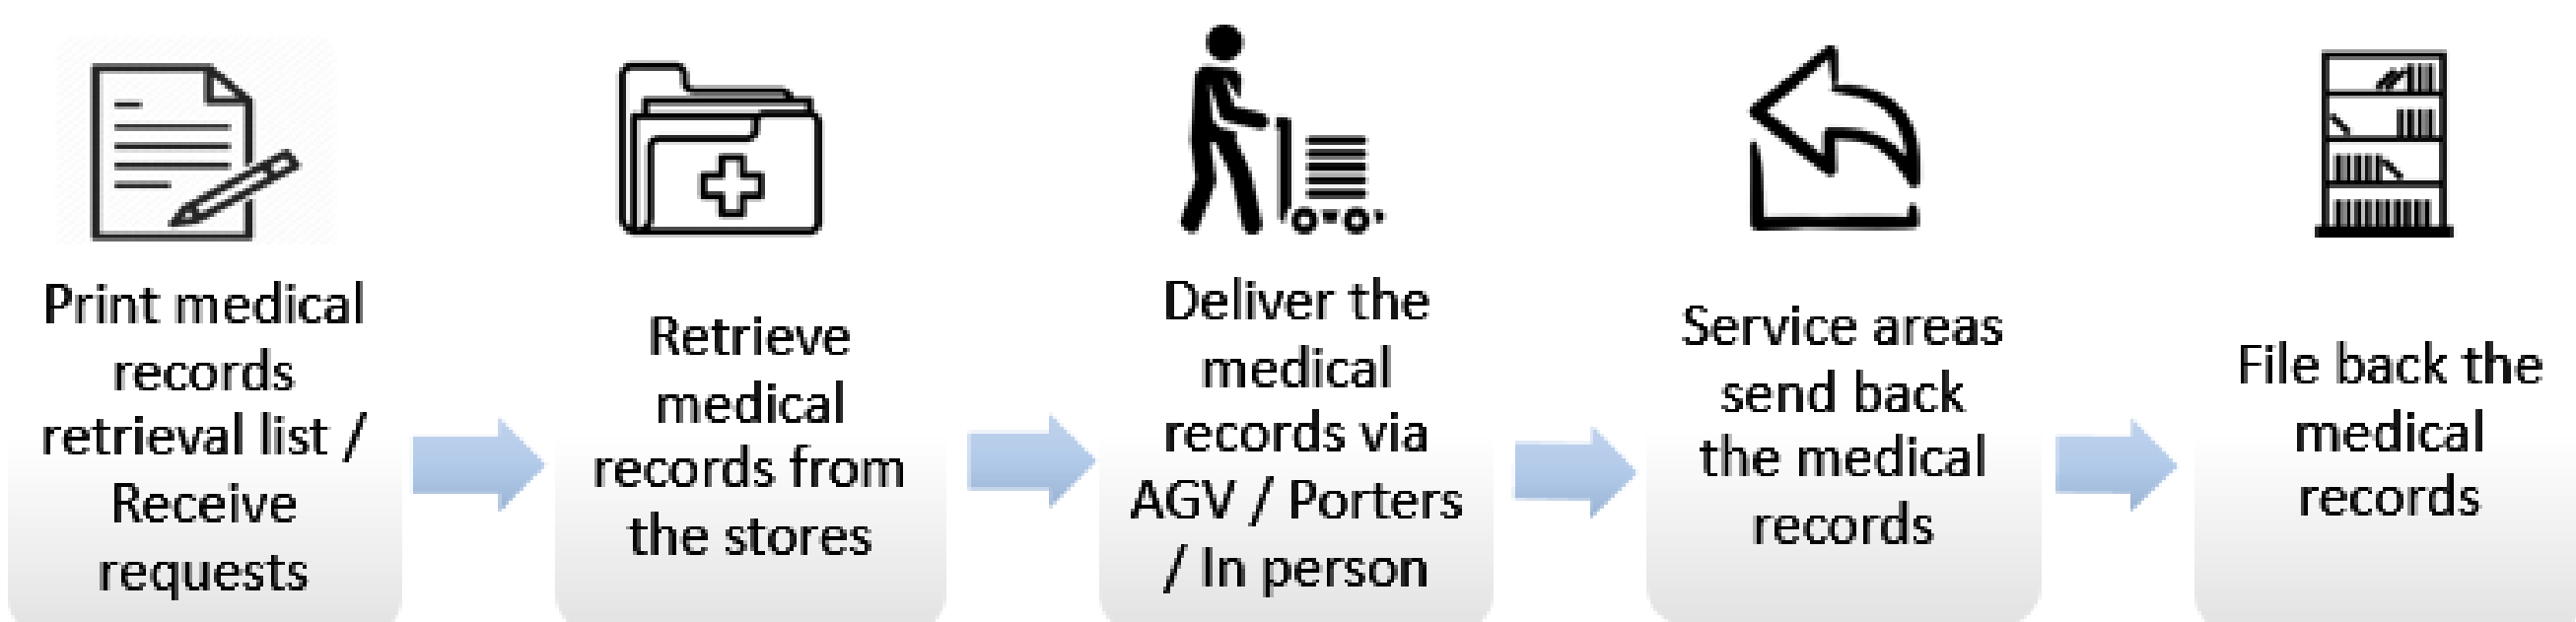 Print medical
records
retrieval list /
Receive
requests
Retrieve
medical
records from
the stores
Deliver the
medical
records via
AGV / Porters
/ In person
Service areas
send back
the medical
records
File back the
medical
records